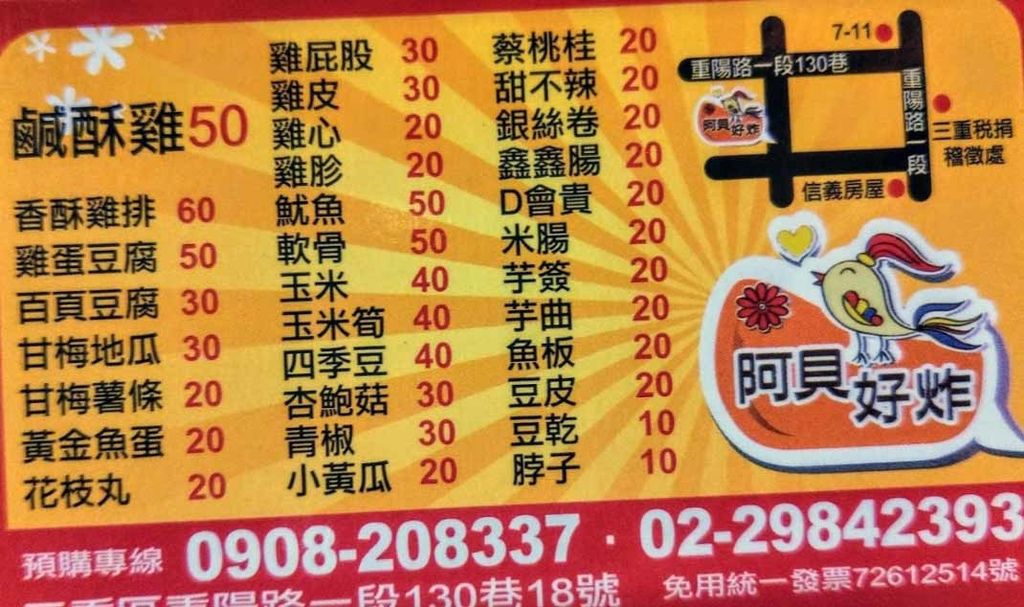 鹹酥雞 50
香酥雞排 60
雞蛋豆腐 50
百頁豆腐 30
甘梅地瓜 30
甘梅薯條 20
黃金魚蛋 20
花枝丸 20
雞屁股 30
雞皮 30
雞心 20
雞胗 20
魷魚 50
軟骨 50
玉米 40
玉米筍 40
四季豆 40
杏鮑菇 30
青椒 30
小黃瓜 20
蔡桃桂 20
甜不辣 20
銀絲卷 20
鑫鑫腸 20
D會貴 20
米腸 20
芋簽 20
芋曲 20
魚板 20
豆皮 20
豆乾 10
脖子 10
7-11
重陽路一段130巷
重陽路一段
阿貝好炸
三重税捐
稽徵處
信義房屋
阿貝好炸
預購專線 0908-208337 · 02-29842393
三重區重陽路一段130巷18號 免用統一發票72612514號